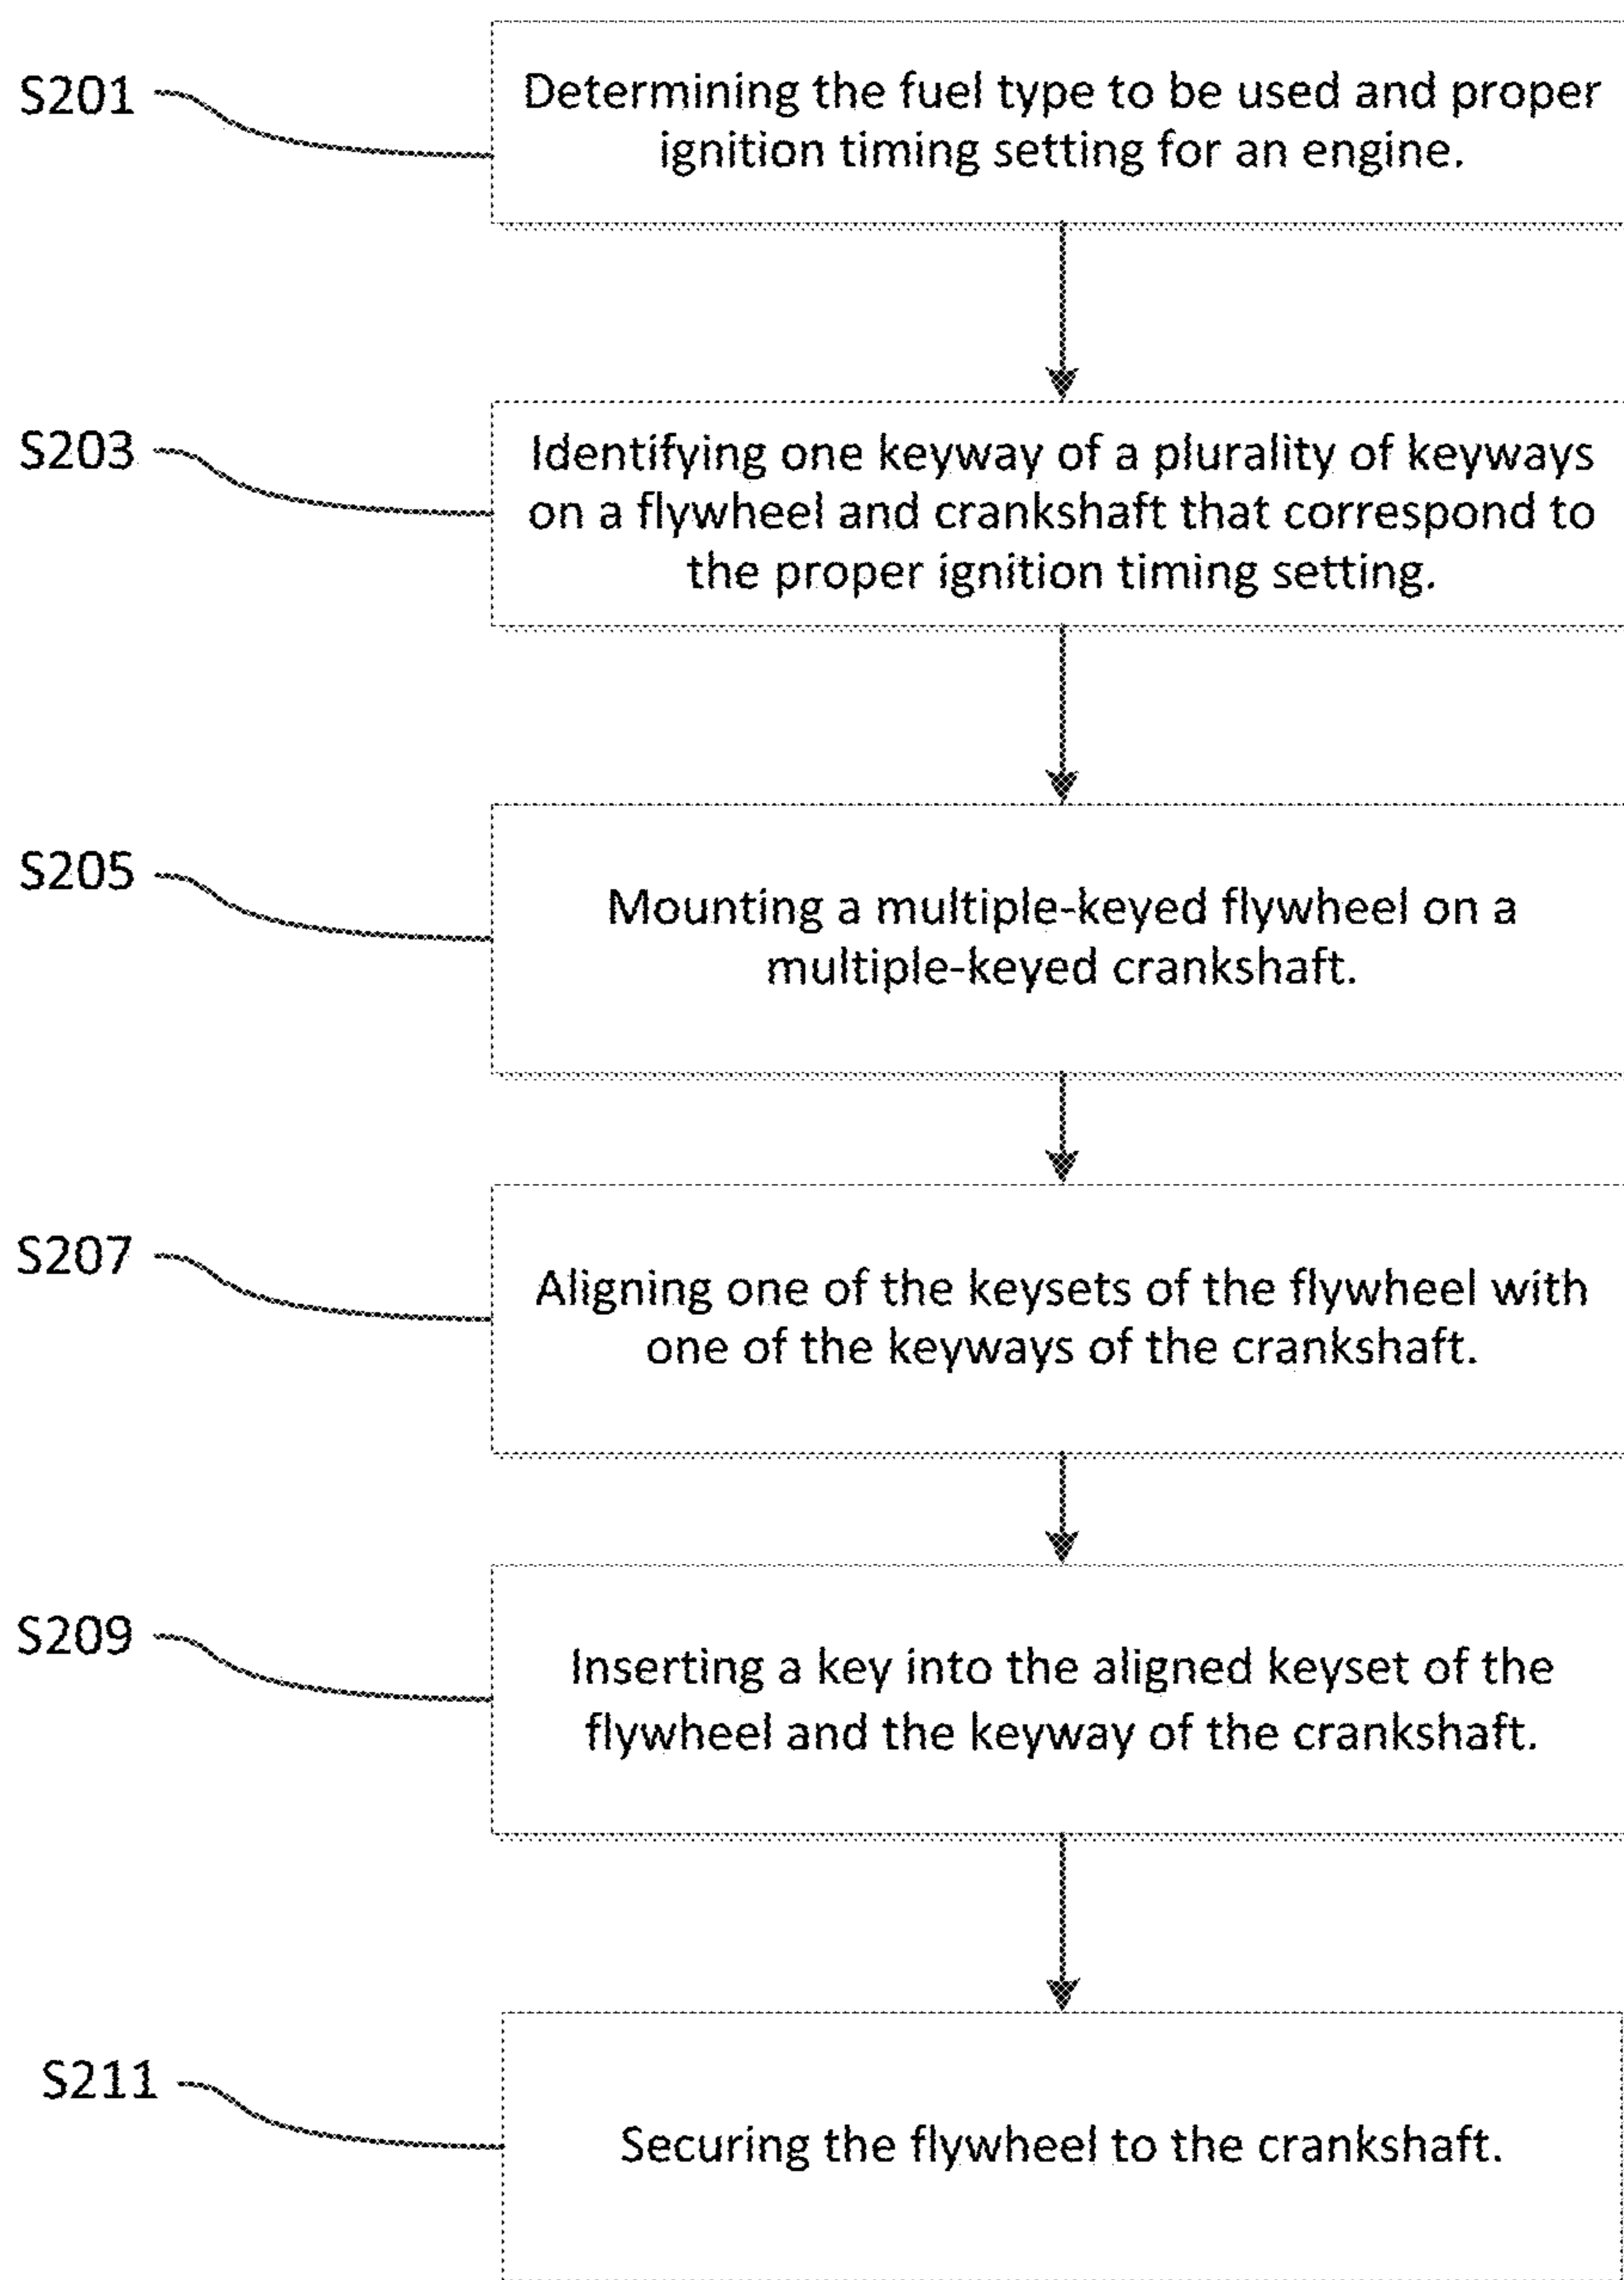 S201
Determining the fuel type to be used and proper
ignition timing setting for an engine.
S203
Identifying one keyway of a plurality of keyways
on a flywheel and crankshaft that correspond to
the proper ignition timing setting.
S205
Mounting a multiple-keyed flywheel on a
multiple-keyed crankshaft.
S207
Aligning one of the keysets of the flywheel with
one of the keyways of the crankshaft.
S209
Inserting a key into the aligned keyset of the
flywheel and the keyway of the crankshaft.
S211
Securing the flywheel to the crankshaft.